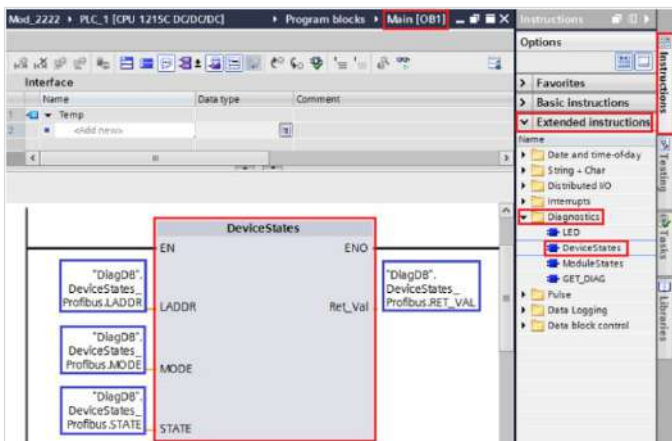 Mod_2222 ▸ PLC_1 [CPU 1215C DC/DC/DC] ▸ Program blocks ▸ Main [OB1]
Instructions
Options
Interface
Name Data type Comment
1 Temp
2 <Add new>
Favorites
Basic instructions
Extended instructions
Name
Date and time-of-day
String + Char
Distributed I/O
Interrupts
Diagnostics
LED
DeviceStates
ModuleStates
GET_DIAG
Pulse
Data Logging
Data block control
Instructions
Testing
Tasks
Libraries
DeviceStates
EN ENO
"DiagDB".
DeviceStates_
Profibus.LADDR
LADDR
Ret_Val
"DiagDB".
DeviceStates_
Profibus.RET_VAL
"DiagDB".
DeviceStates_
Profibus.MODE
MODE
"DiagDB".
DeviceStates_
Profibus.STATE
STATE